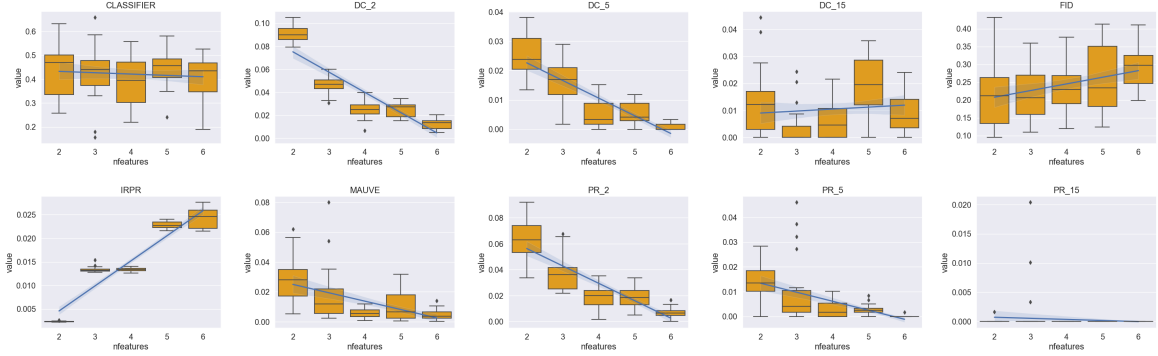 CLASSIFIER
value
0.6
0.5
0.4
0.3
0.2
2 3 4 5 6
nfeatures
DC_2
value
0.10
0.08
0.06
0.04
0.02
0.00
2 3 4 5 6
nfeatures
DC_5
value
0.04
0.03
0.02
0.01
0.00
2 3 4 5 6
nfeatures
DC_15
value
0.04
0.03
0.02
0.01
0.00
2 3 4 5 6
nfeatures
FID
value
0.40
0.35
0.30
0.25
0.20
0.15
0.10
2 3 4 5 6
nfeatures
IRPR
value
0.025
0.020
0.015
0.010
0.005
2 3 4 5 6
nfeatures
MAUVE
value
0.08
0.06
0.04
0.02
0.00
2 3 4 5 6
nfeatures
PR_2
value
0.08
0.06
0.04
0.02
0.00
2 3 4 5 6
nfeatures
PR_5
value
0.04
0.03
0.02
0.01
0.00
2 3 4 5 6
nfeatures
PR_15
value
0.020
0.015
0.010
0.005
0.000
2 3 4 5 6
nfeatures